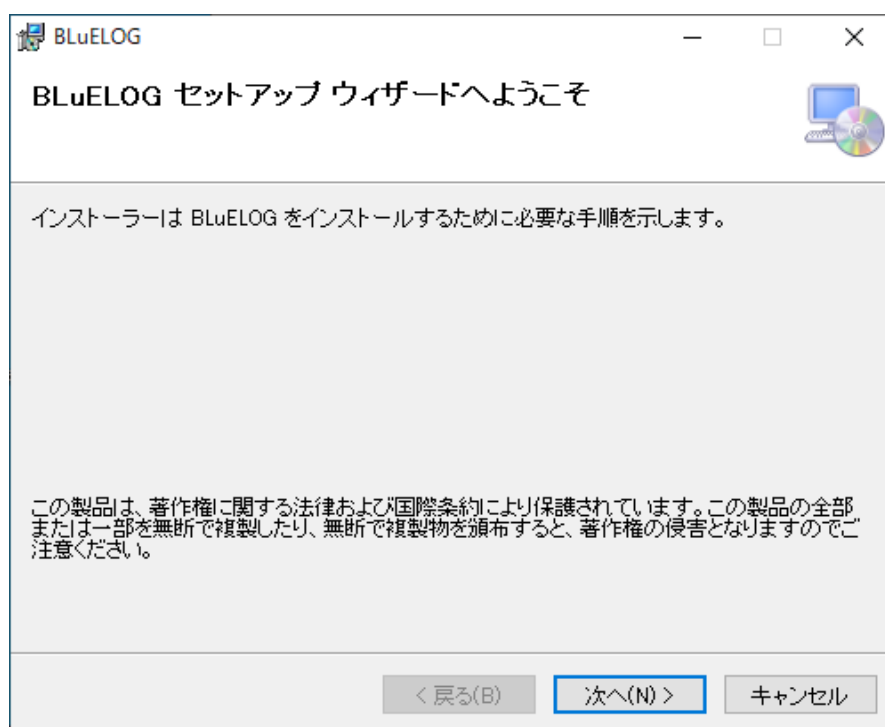 BLuELOG
BLuELOG セットアップ ウィザードへようこそ
インストーラーは BLuELOG をインストールするために必要な手順を示します。
この製品は、著作権に関する法律および国際条約により保護されています。この製品の全部
または一部を無断で複製したり、無断で複製物を頒布すると、著作権の侵害となりますのでご
注意ください。
< 戻る(B)
次へ(N) >
キャンセル